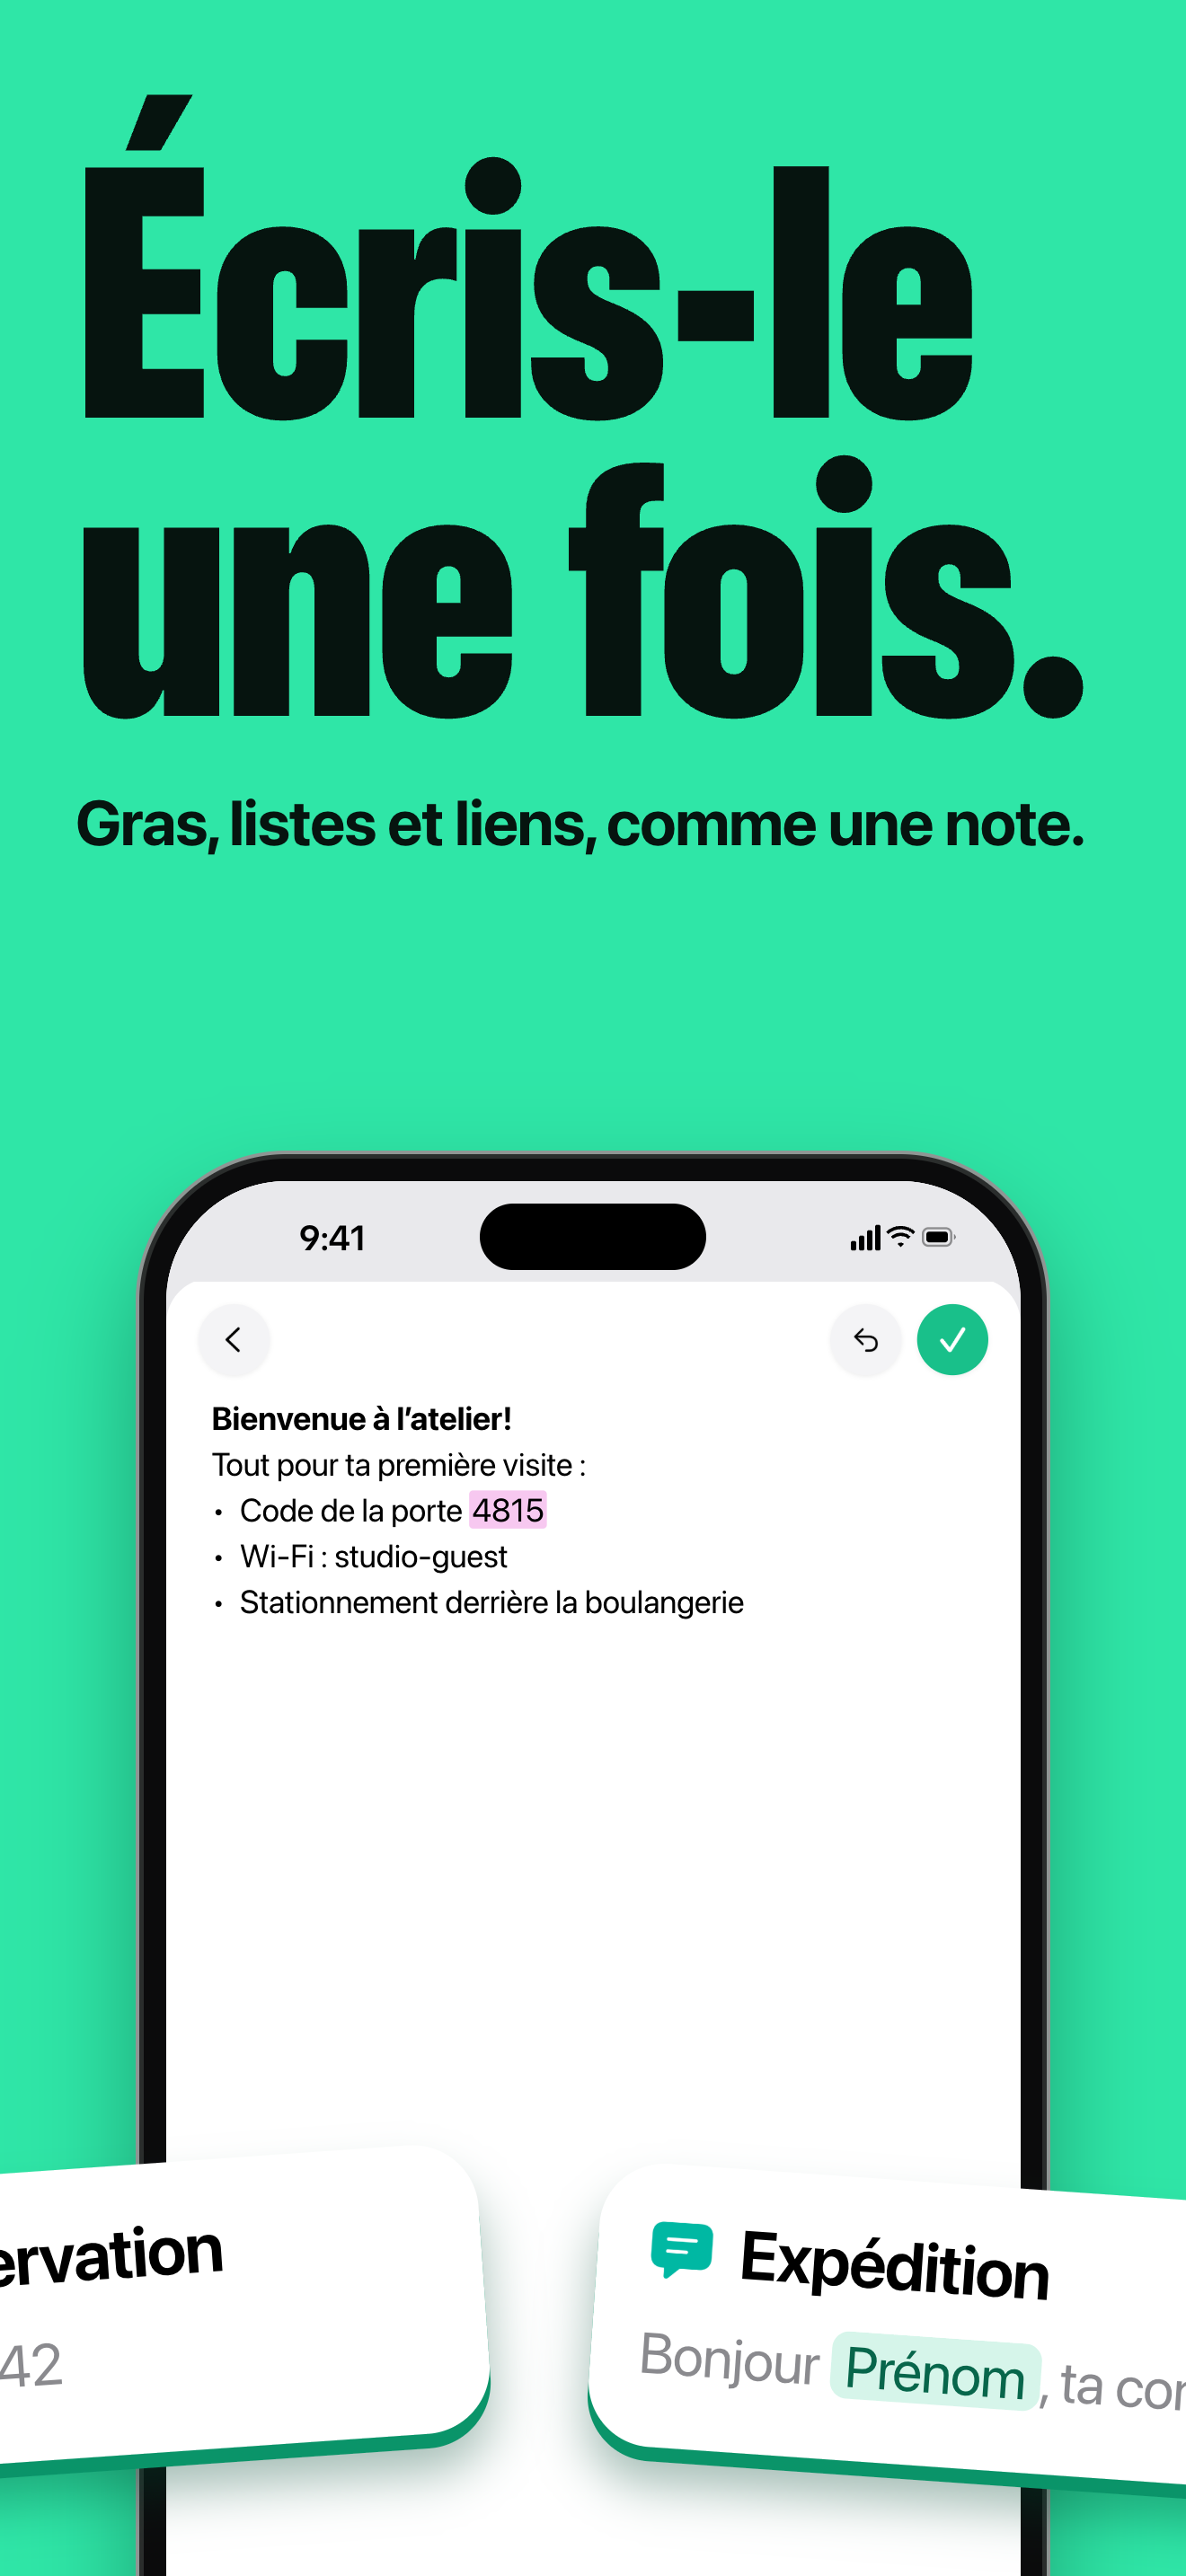 Écris-le
une fois.
Gras, listes et liens, comme une note.
9:41
Bienvenue à l’atelier!
Tout pour ta première visite :
• Code de la porte 4815
• Wi-Fi : studio-guest
• Stationnement derrière la boulangerie
ervation
42
Expédition
Bonjour Prénom, ta cor